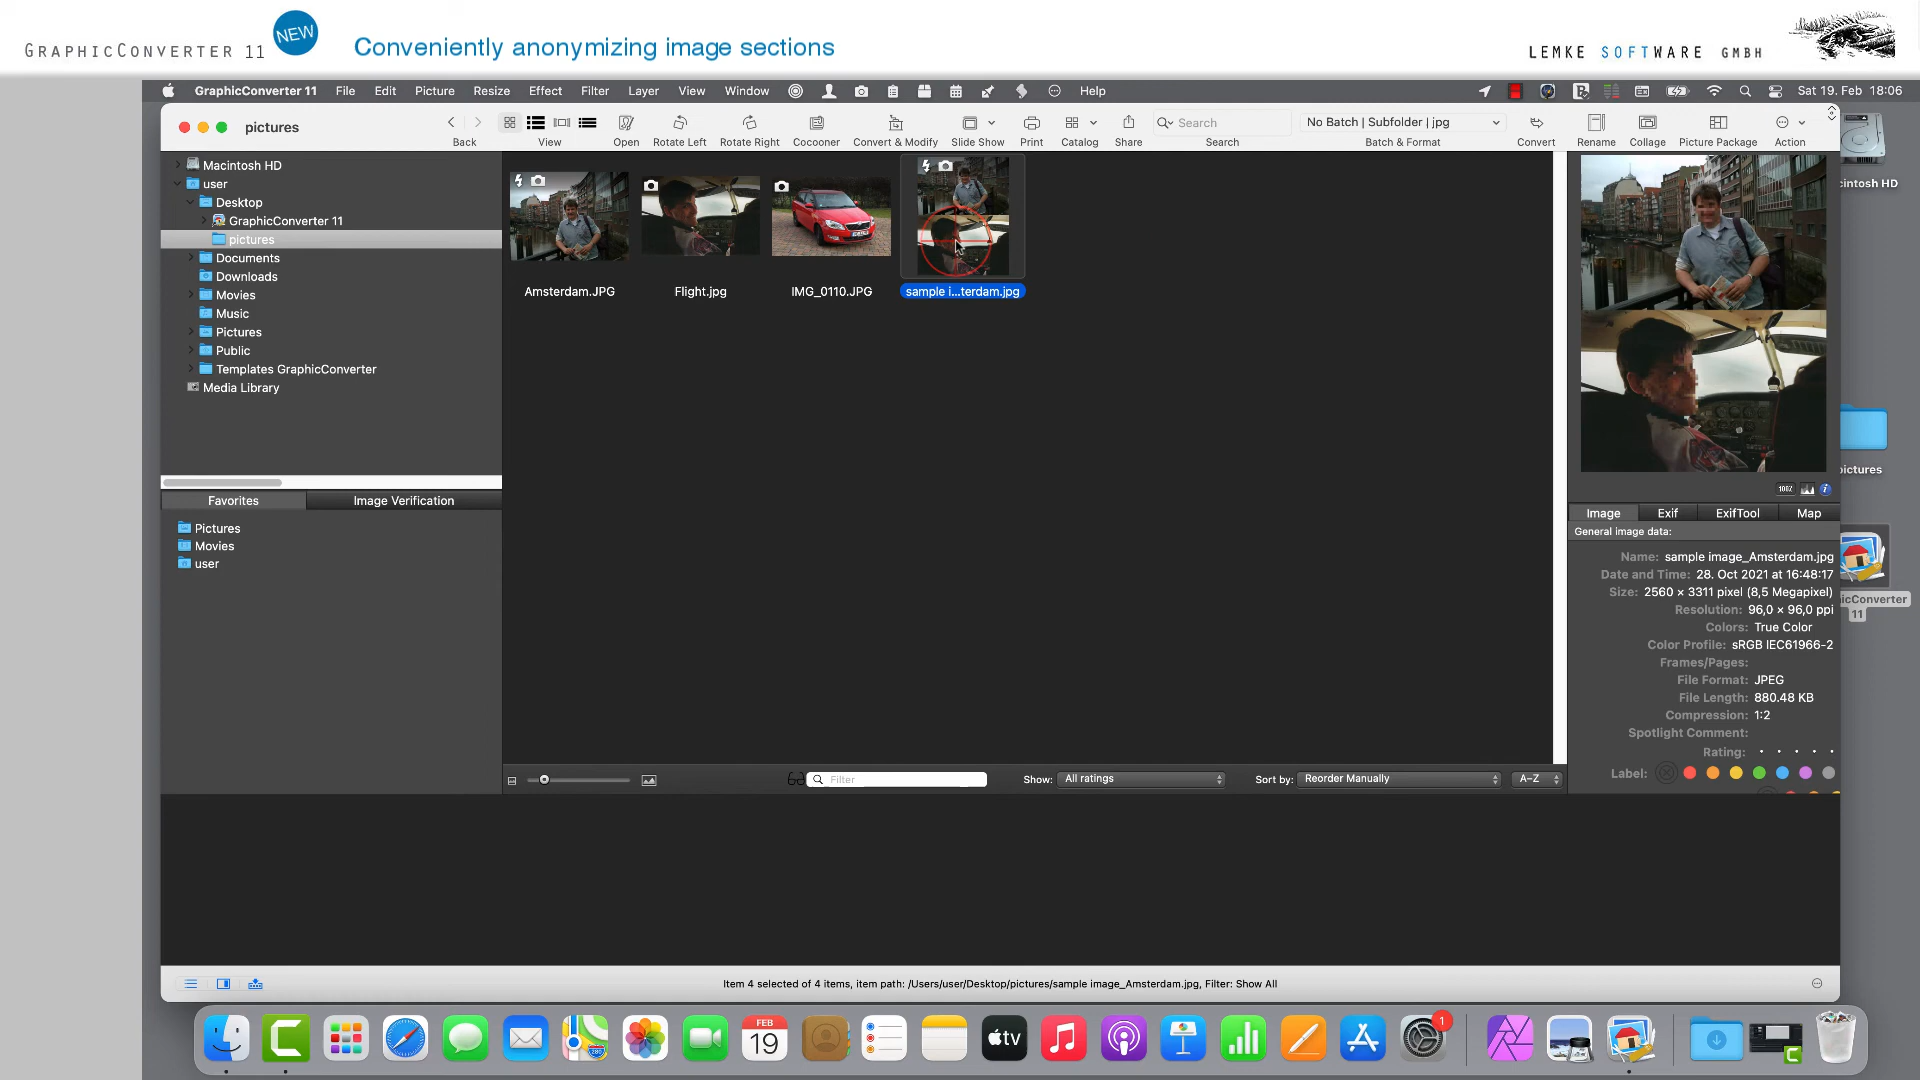 GRAPHICCONVERTER 11
NEW
Conveniently anonymizing image sections
LEMKE SOFTWARE GMBH
GraphicConverter 11 File Edit Picture Resize Effect Filter Layer View Window Help
Sat 19. Feb 18:06
pictures
Back
View
Open
Rotate Left
Rotate Right
Cocooner
Convert & Modify
Slide Show
Print
Catalog
Share
Search
Search
No Batch | Subfolder | jpg
Batch & Format
Convert
Rename
Collage
Picture Package
Action
Macintosh HD
user
Desktop
GraphicConverter 11
pictures
Documents
Downloads
Movies
Music
Pictures
Public
Templates GraphicConverter
Media Library
Favorites
Image Verification
Pictures
Movies
user
Amsterdam.JPG
Flight.jpg
IMG_0110.JPG
sample i...terdam.jpg
Filter
Show: All ratings
Sort by: Reorder Manually
A-Z
100%
Image Exif ExifTool Map
General image data:
Name: sample image_Amsterdam.jpg
Date and Time: 28. Oct 2021 at 16:48:17
Size: 2560 × 3311 pixel (8,5 Megapixel)
Resolution: 96,0 × 96,0 ppi
Colors: True Color
Color Profile: sRGB IEC61966-2
Frames/Pages:
File Format: JPEG
File Length: 880.48 KB
Compression: 1:2
Spotlight Comment:
Rating:
Label:
Item 4 selected of 4 items, item path: /Users/user/Desktop/pictures/sample image_Amsterdam.jpg, Filter: Show All
intosh HD
ictures
icConverter
11
FEB
19
tv
1
280